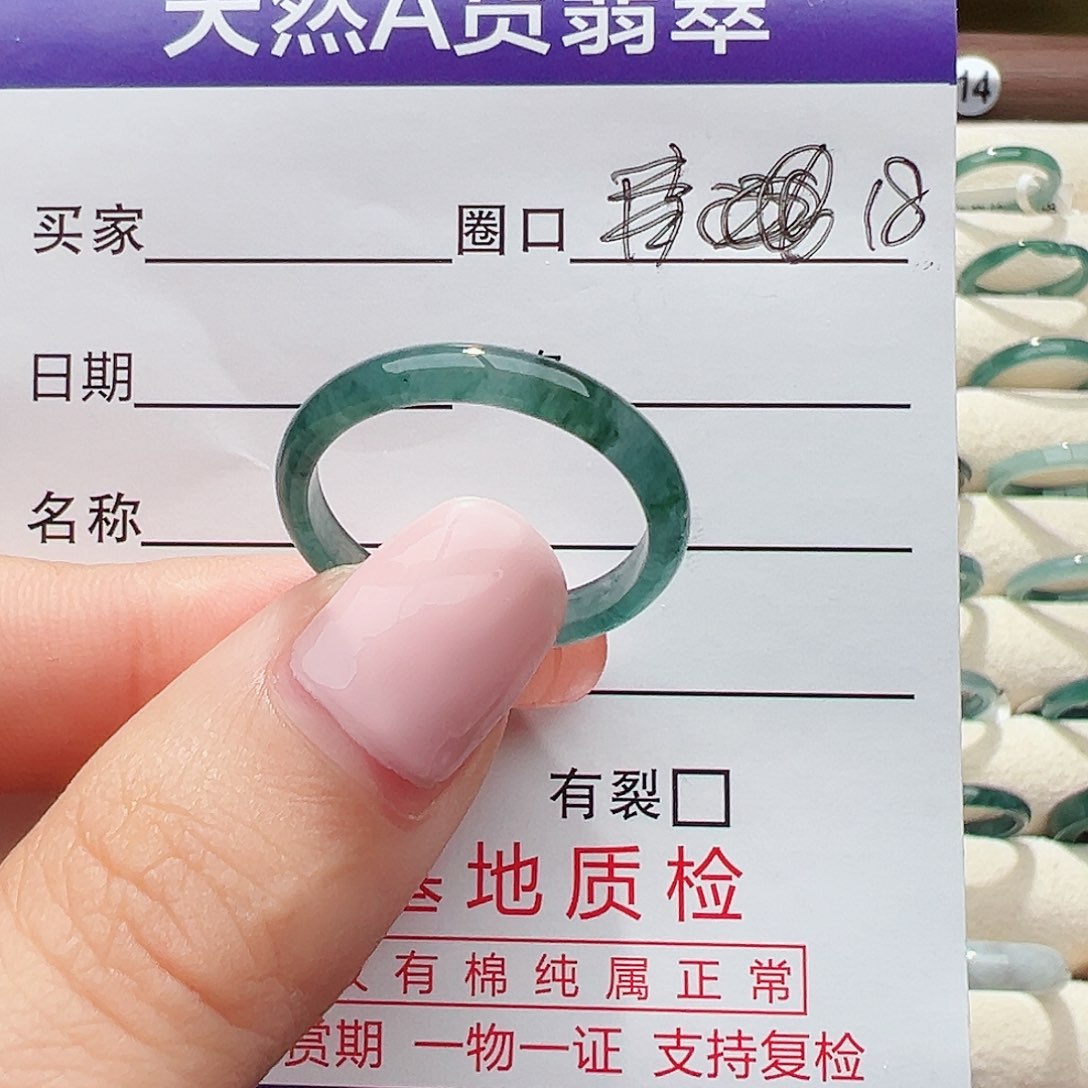 天然A货翡翠
14
买家 圈口 18
日期
名称
有裂□
地质检
有棉纯属正常
赏期 一物一证 支持复检